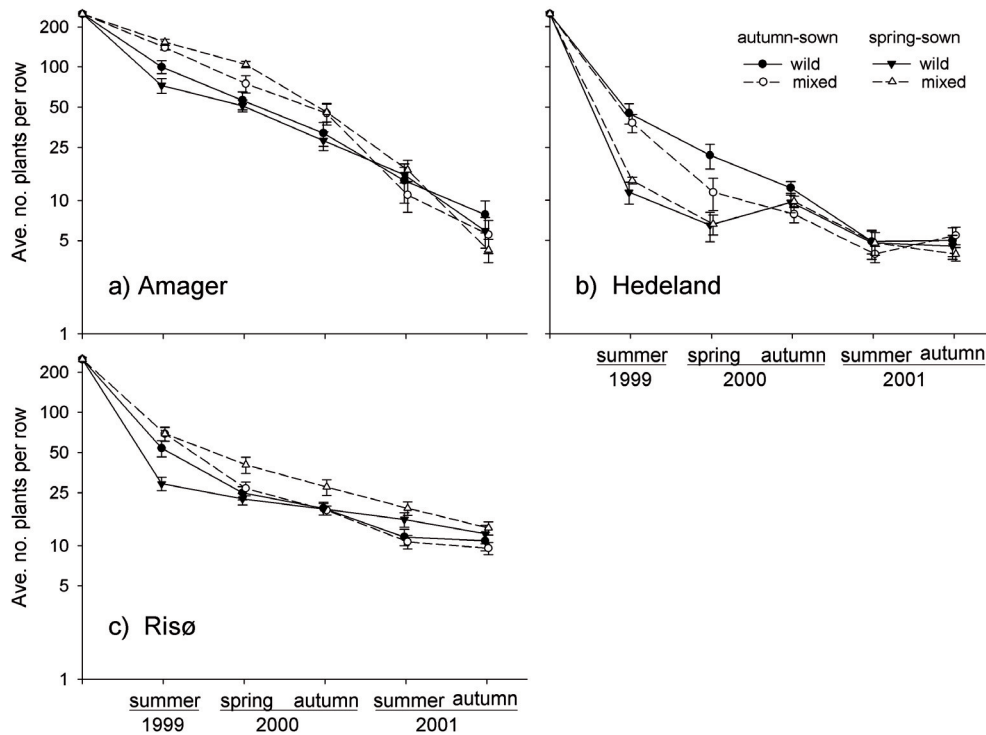 autumn-sown spring-sown
wild wild
mixed mixed
Ave. no. plants per row
200
100
50
25
10
5
1
a) Amager
b) Hedeland
summer spring autumn summer autumn
1999 2000 2001
Ave. no. plants per row
200
100
50
25
10
5
1
c) Risø
summer spring autumn summer autumn
1999 2000 2001